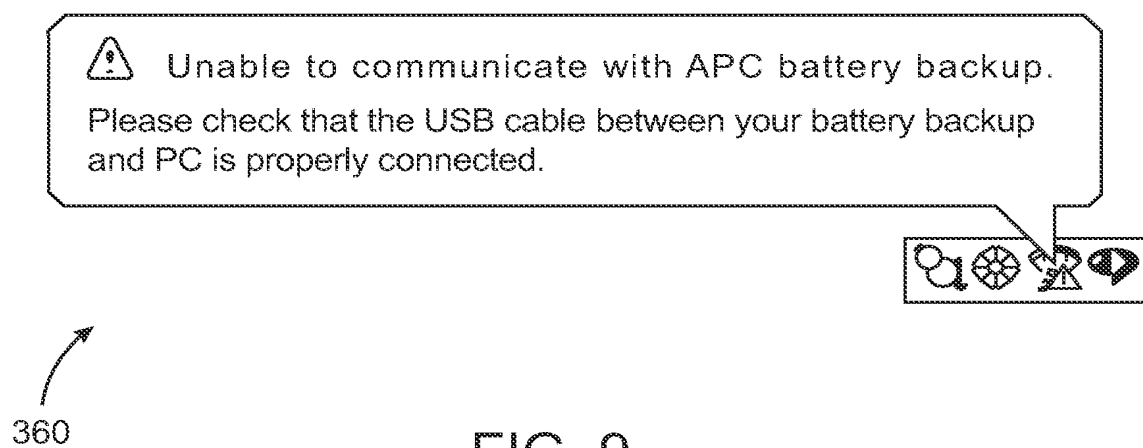 Unable to communicate with APC battery backup.
Please check that the USB cable between your battery backup
and PC is properly connected.
360